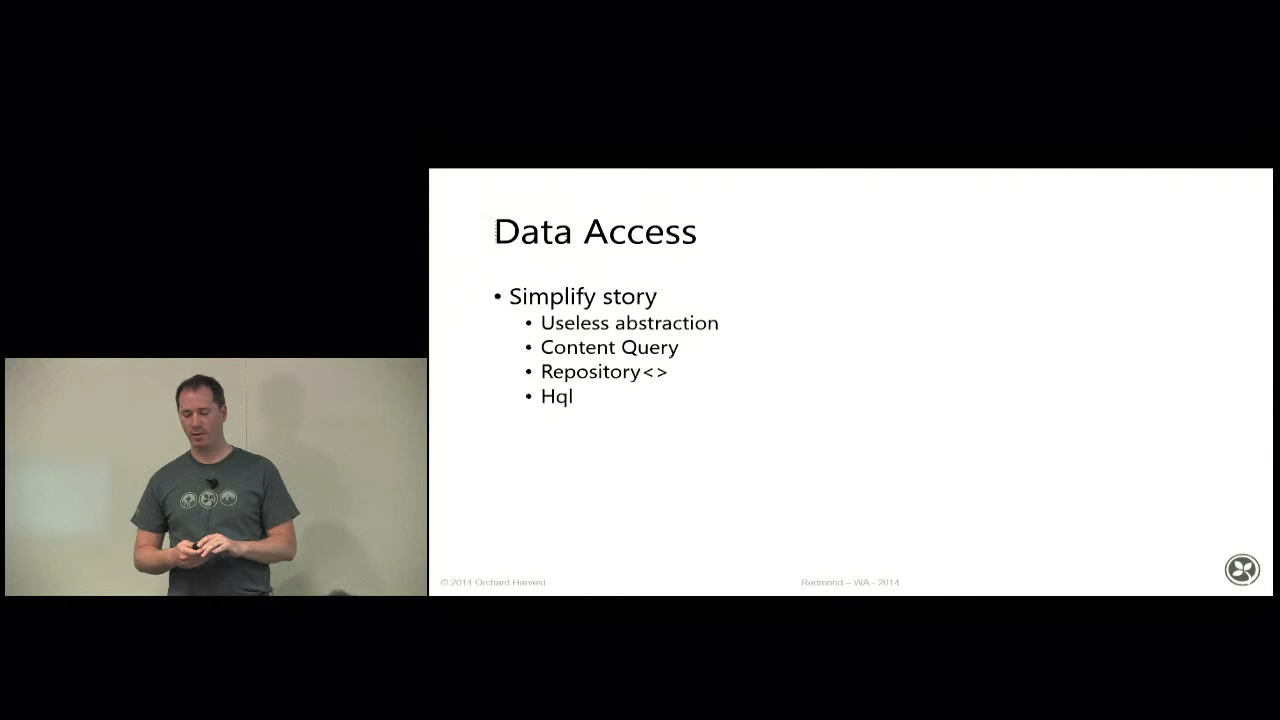 Data Access
• Simplify story
• Useless abstraction
• Content Query
• Repository<>
• Hql
© 2014 Orchard Harvest
Redmond – WA - 2014